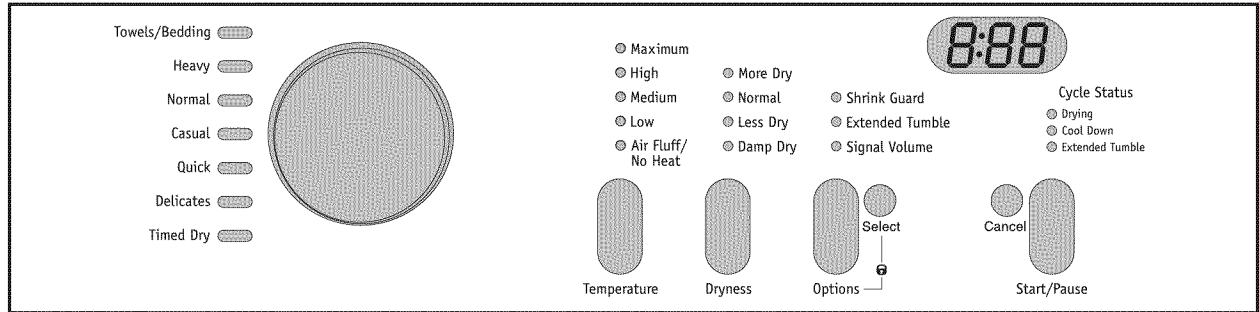 Towels/Bedding
Heavy
Normal
Casual
Quick
Delicates
Timed Dry
Maximum
High
Medium
Low
Air Fluff/
No Heat
Temperature
More Dry
Normal
Less Dry
Damp Dry
Dryness
Shrink Guard
Extended Tumble
Signal Volume
Select
Options
8:88
Cycle Status
Drying
Cool Down
Extended Tumble
Cancel
Start/Pause